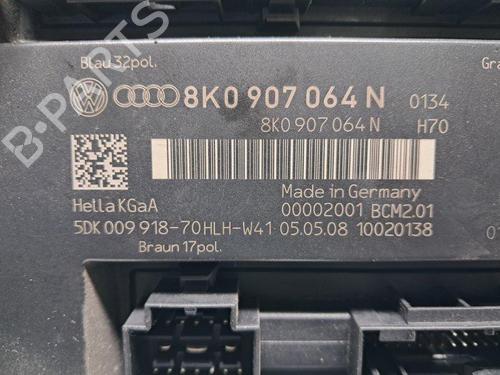 Blau 32pol.
Gra
8K0 907 064 N 0134
8K0 907 064 N H70
Made in Germany
Hella KGaA 00002001 BCM2.01
5DK 009 918-70 HLH-W41 05.05.08 10020138
Braun 17pol.
B-PARTS